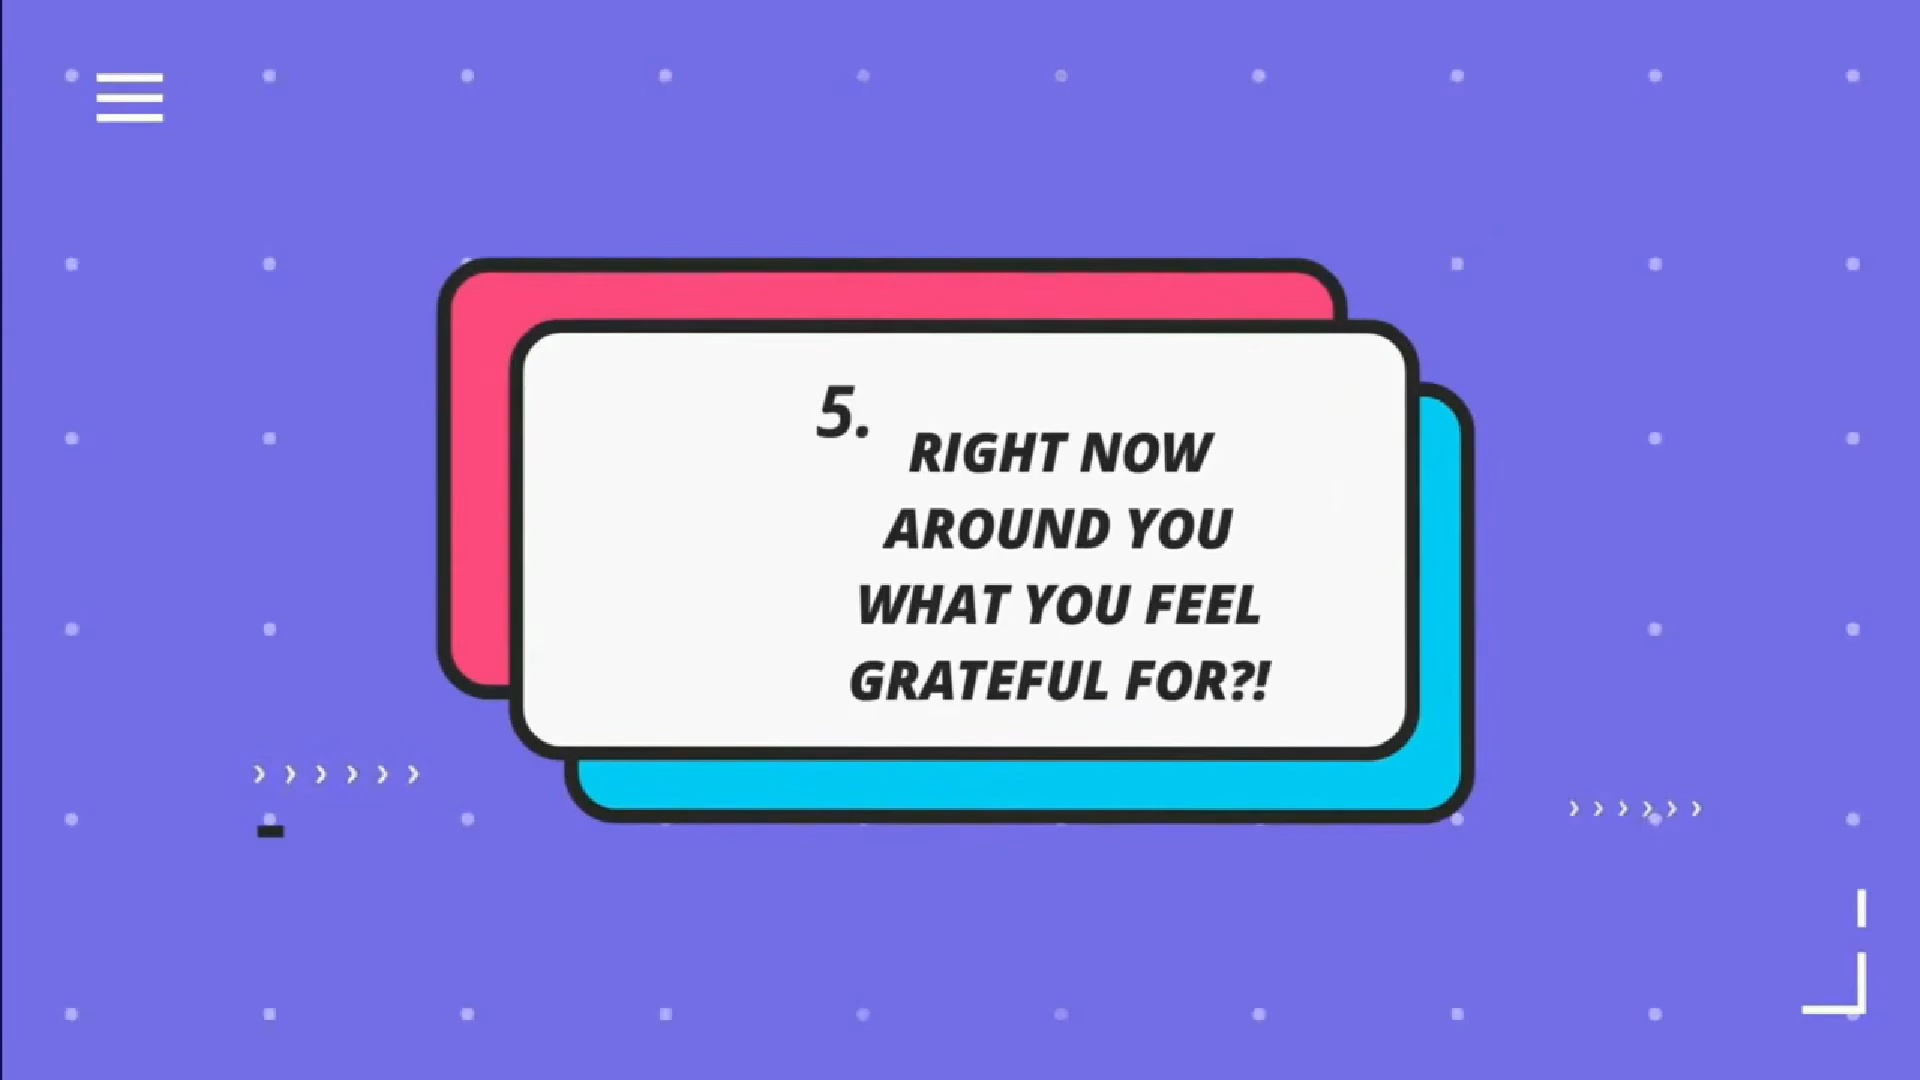 5.
RIGHT NOW
AROUND YOU
WHAT YOU FEEL
GRATEFUL FOR?!